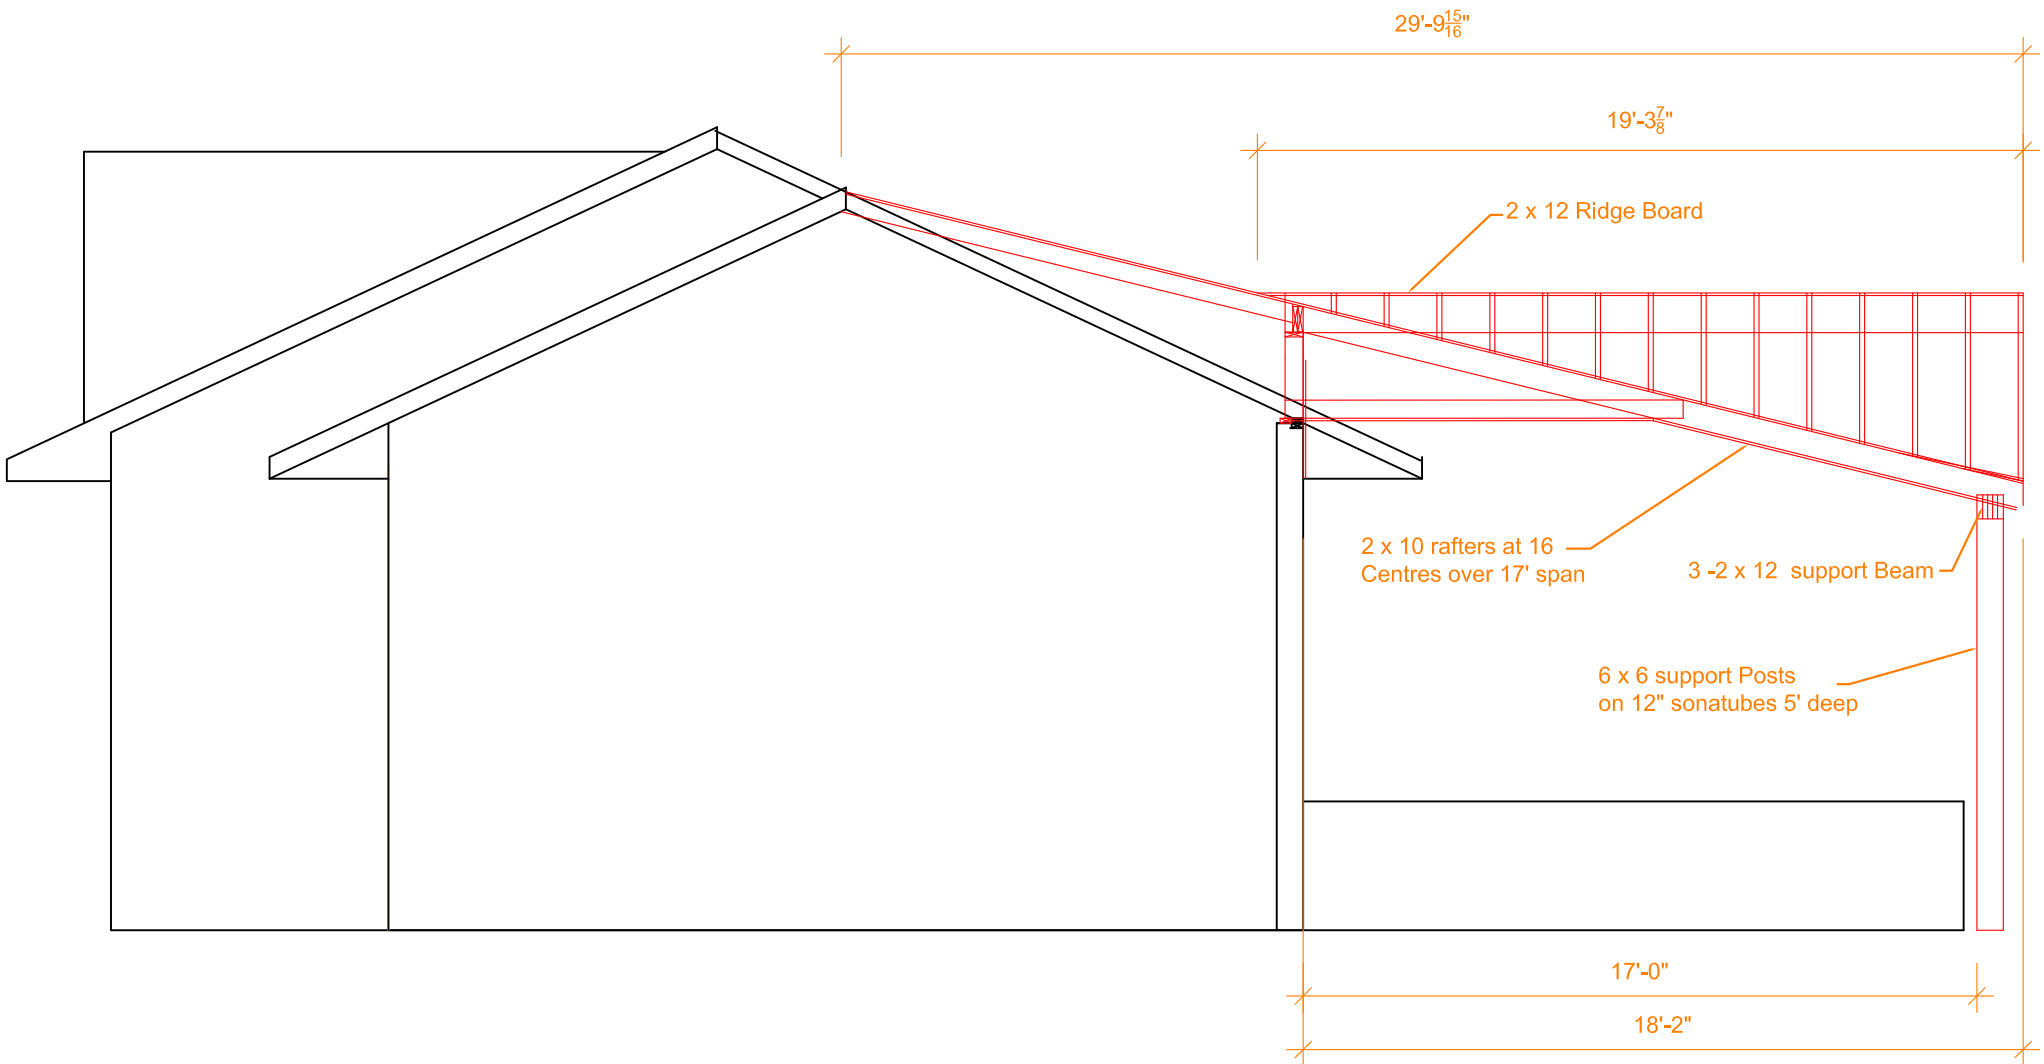 29'-9 15/16"
19'-3 7/8"
2 x 12 Ridge Board
2 x 10 rafters at 16
Centres over 17' span
3 -2 x 12  support Beam
6 x 6 support Posts
on 12" sonatubes 5' deep
17'-0"
18'-2"